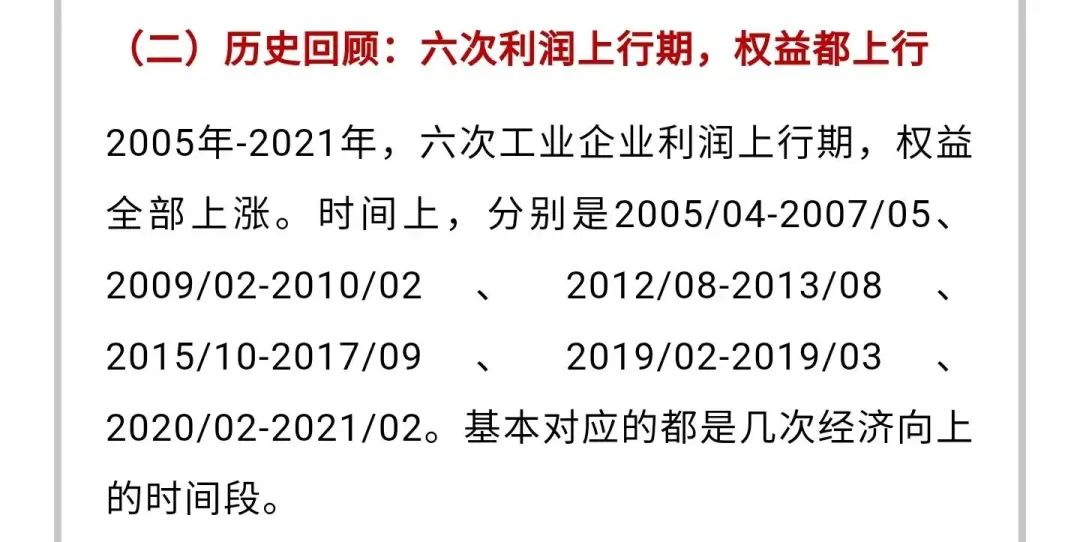 （二）历史回顾：六次利润上行期，权益都上行
2005年-2021年，六次工业企业利润上行期，权益
全部上涨。时间上，分别是2005/04-2007/05、
2009/02-2010/02 、 2012/08-2013/08 、
2015/10-2017/09 、 2019/02-2019/03 、
2020/02-2021/02。基本对应的都是几次经济向上
的时间段。